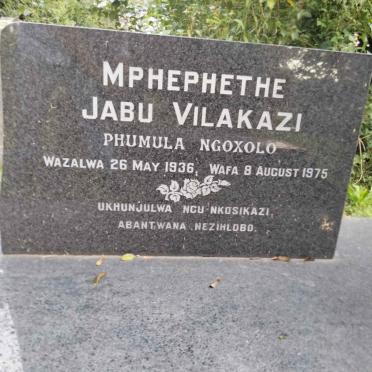 MPHEPHETHE
JABU VILAKAZI
PHUMULA NGOXOLO
WAZALWA 26 MAY 1936, WAFA 8 AUGUST 1975
UKHUNJULWA NGU-NKOSIKAZI,
ABANTWANA NEZIHLOBO.